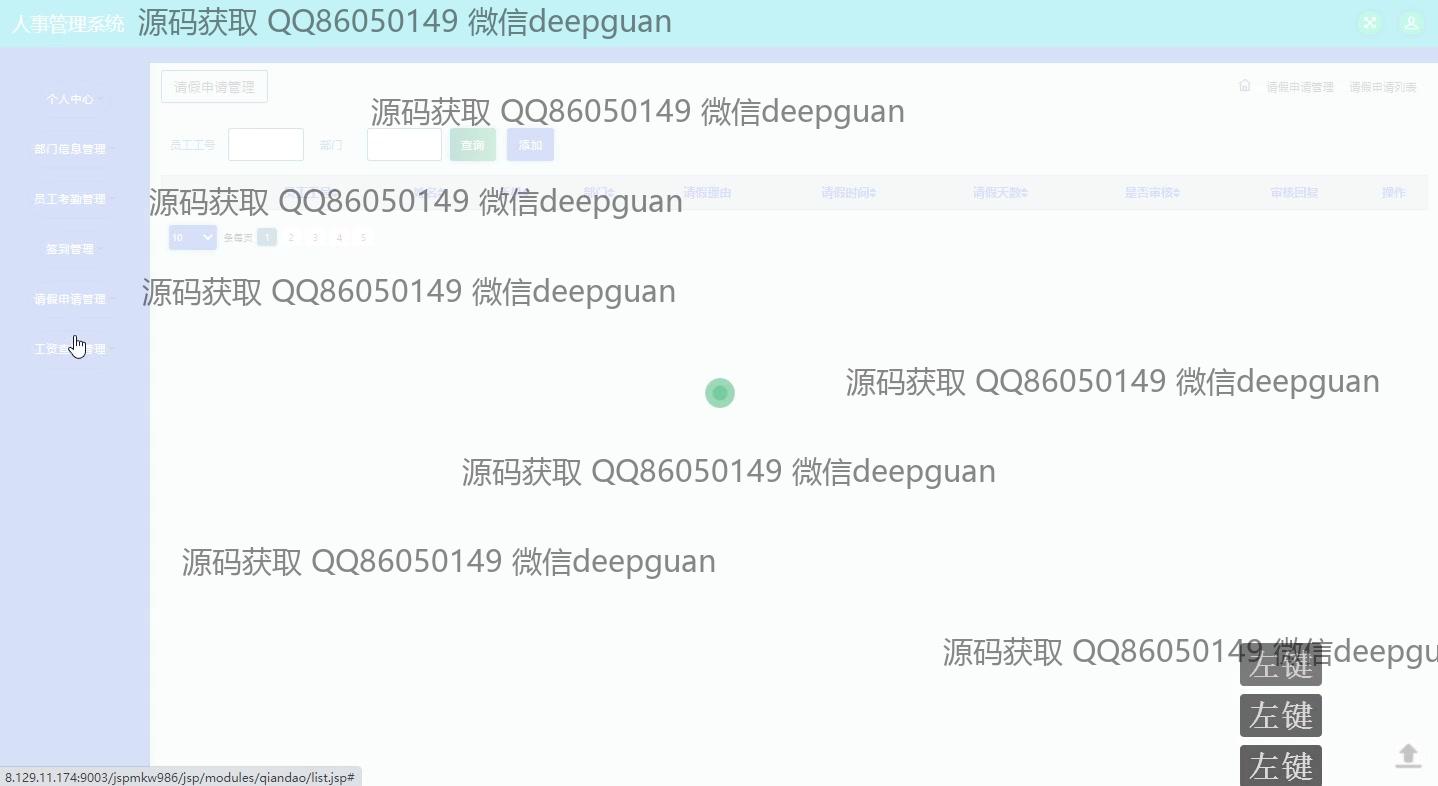 人事管理系统 源码获取 QQ86050149 微信deepguan
个人中心
部门信息管理
员工考勤管理
签到管理
请假申请管理
工资 管理
请假申请管理
请假申请管理 请假申请列表
源码获取 QQ86050149 微信deepguan
员工工号 部门 查询 添加
部门 请假理由 请假时间 请假天数 是否审核 审核回复 操作
源码获取 QQ86050149 微信deepguan
10 条每页 1 2 3 4 5
源码获取 QQ86050149 微信deepguan
源码获取 QQ86050149 微信deepguan
源码获取 QQ86050149 微信deepguan
源码获取 QQ86050149 微信deepguan
源码获取 QQ86050149 微信deepgu
左键
左键
左键
8.129.11.174:9003/jspmkw986/jsp/modules/qiandao/list.jsp#